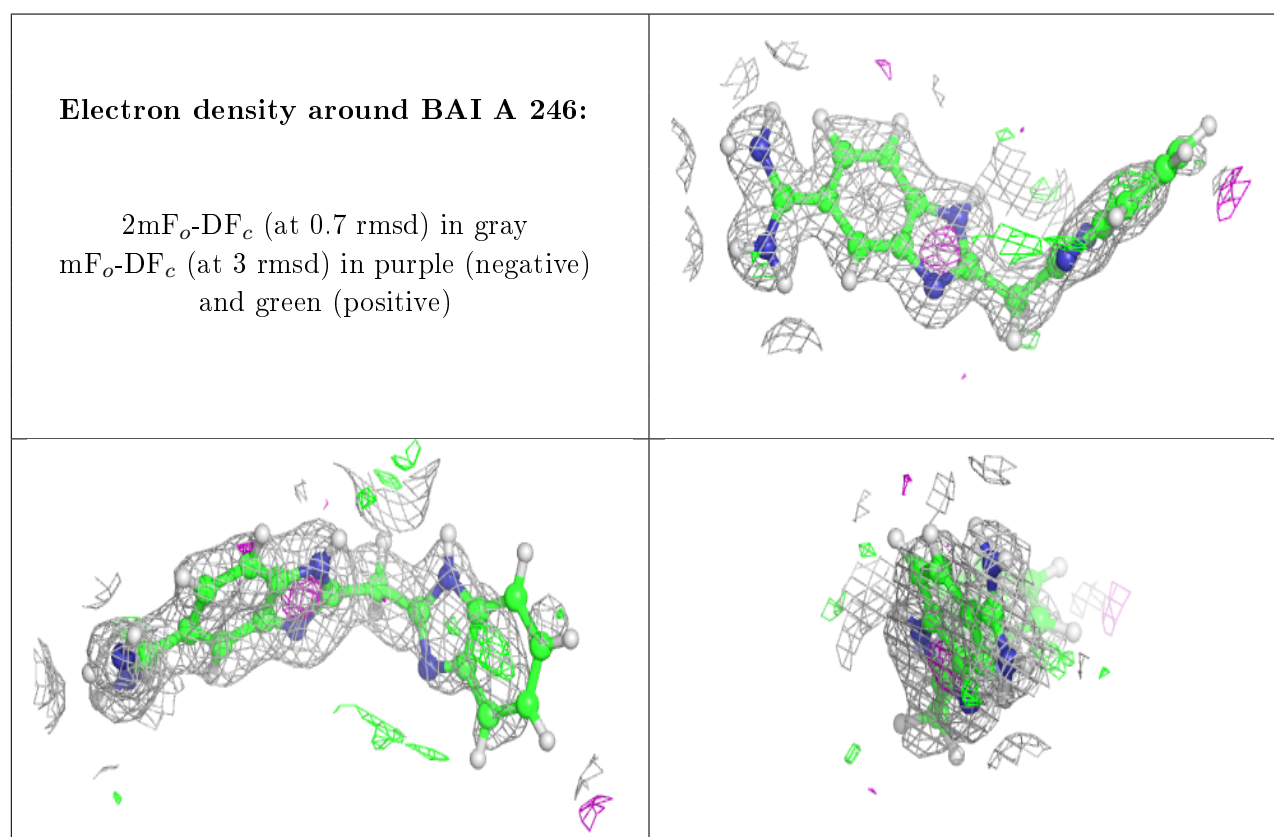 Electron density around BAI A 246:
2mFo-DFc (at 0.7 rmsd) in gray
mFo-DFc (at 3 rmsd) in purple (negative)
and green (positive)